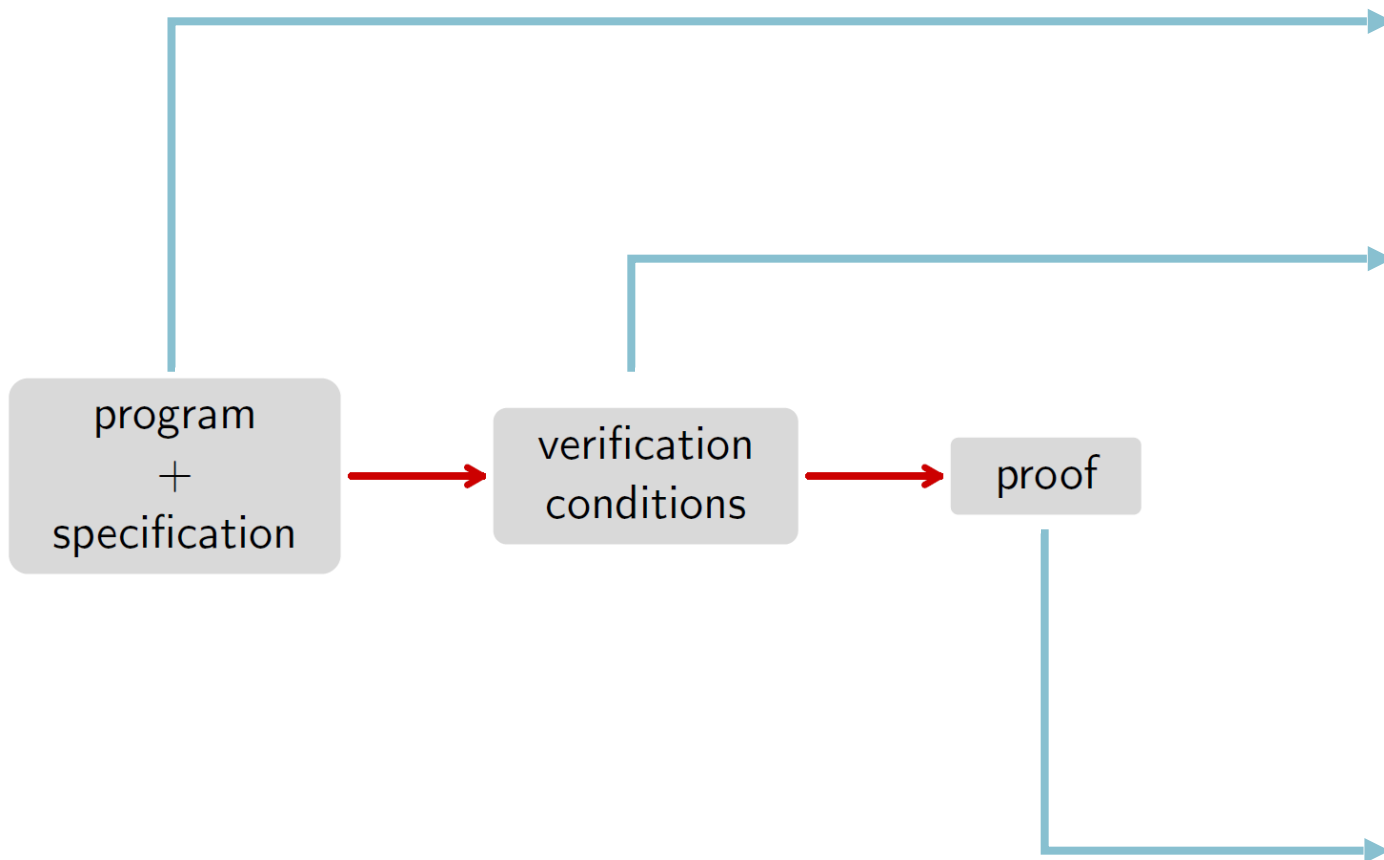 program
+
specification
verification
conditions
proof